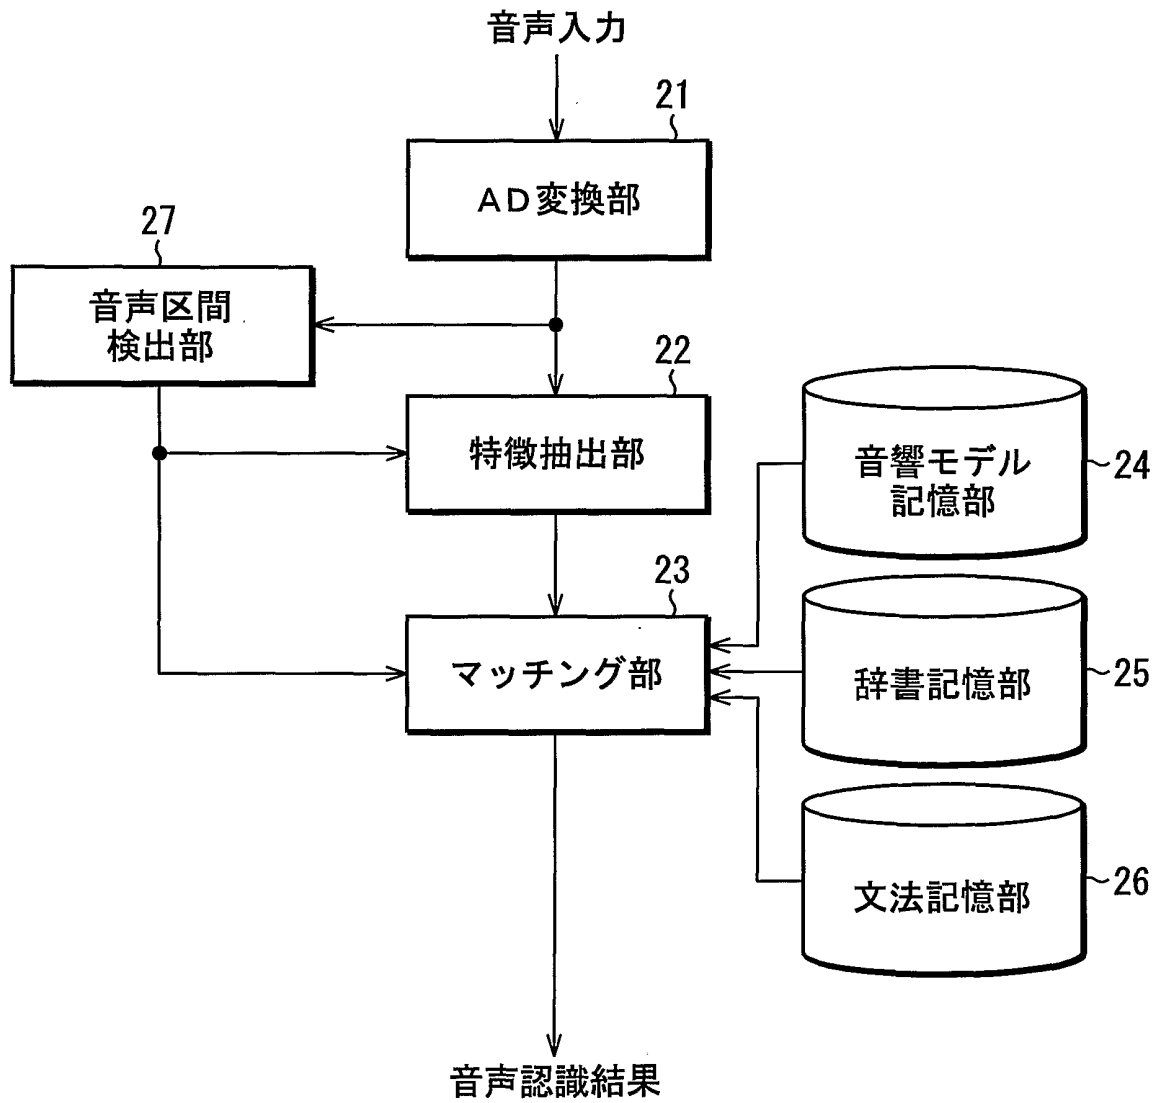 音声入力
21
AD変換部
27
音声区間
検出部
22
特徴抽出部
音響モデル
記憶部
24
23
マッチング部
辞書記憶部
25
文法記憶部
26
音声認識結果